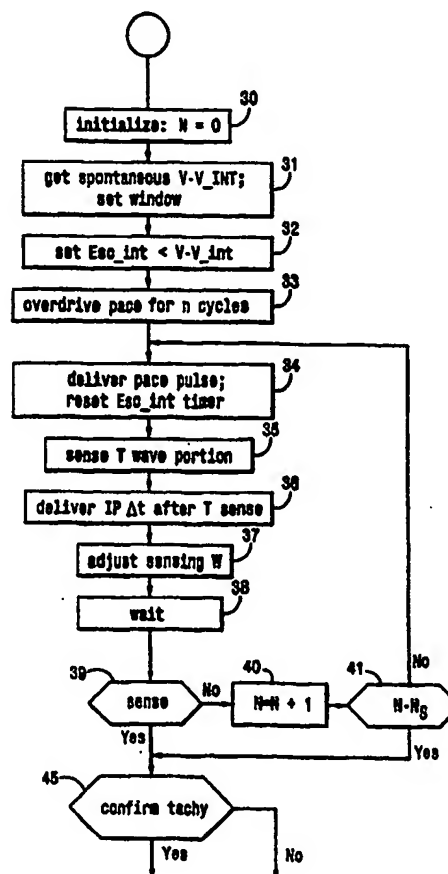 30
initialize: N = 0
31
get spontaneous V-V_INT;
set window
32
set Esc_int < V-V_int
33
overdrive pace for n cycles
34
deliver pace pulse;
reset Esc_int timer
35
sense T wave portion
36
deliver IP Δt after T sense
37
adjust sensing W
38
wait
No
39
sense
No
40
N=N + 1
41
N-NS
Yes
Yes
45
confirm tachy
Yes
No